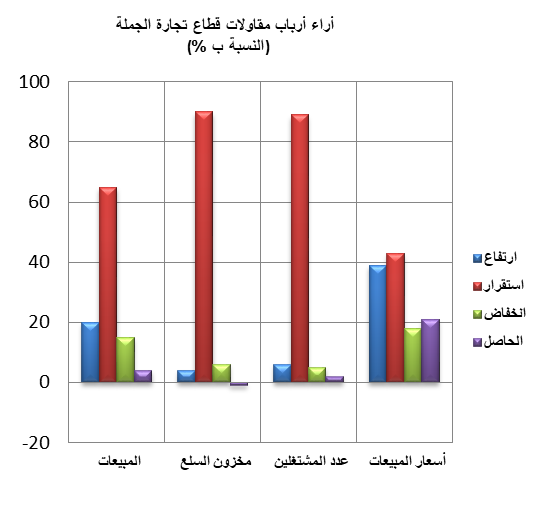 أراء أرباب مقاولات قطاع تجارة الجملة
(النسبة ب %)
100
80
60
40
20
0
-20
ارتفاع
استقرار
انخفاض
الحاصل
المبيعات
مخزون السلع
عدد المشتغلين
أسعار المبيعات